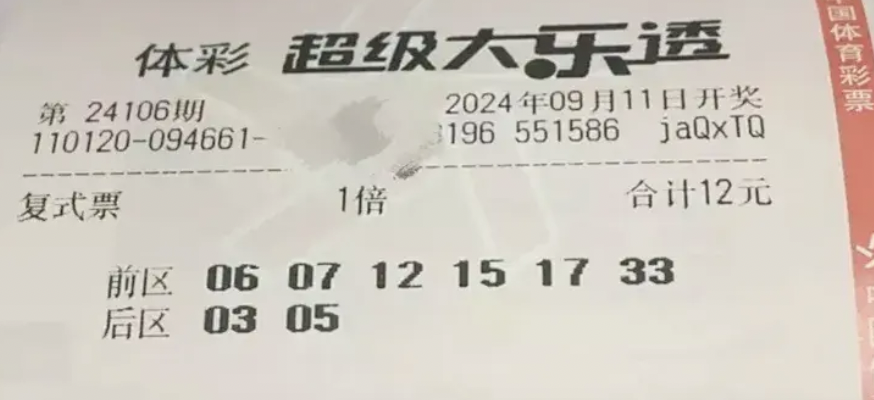 体彩 超级大乐透
第 24106期 2024年09月11日开奖
110120-094661- 196 551586 jaQxTQ
复式票 1倍 合计12元
前区 06 07 12 15 17 33
后区 03 05
国体育彩票